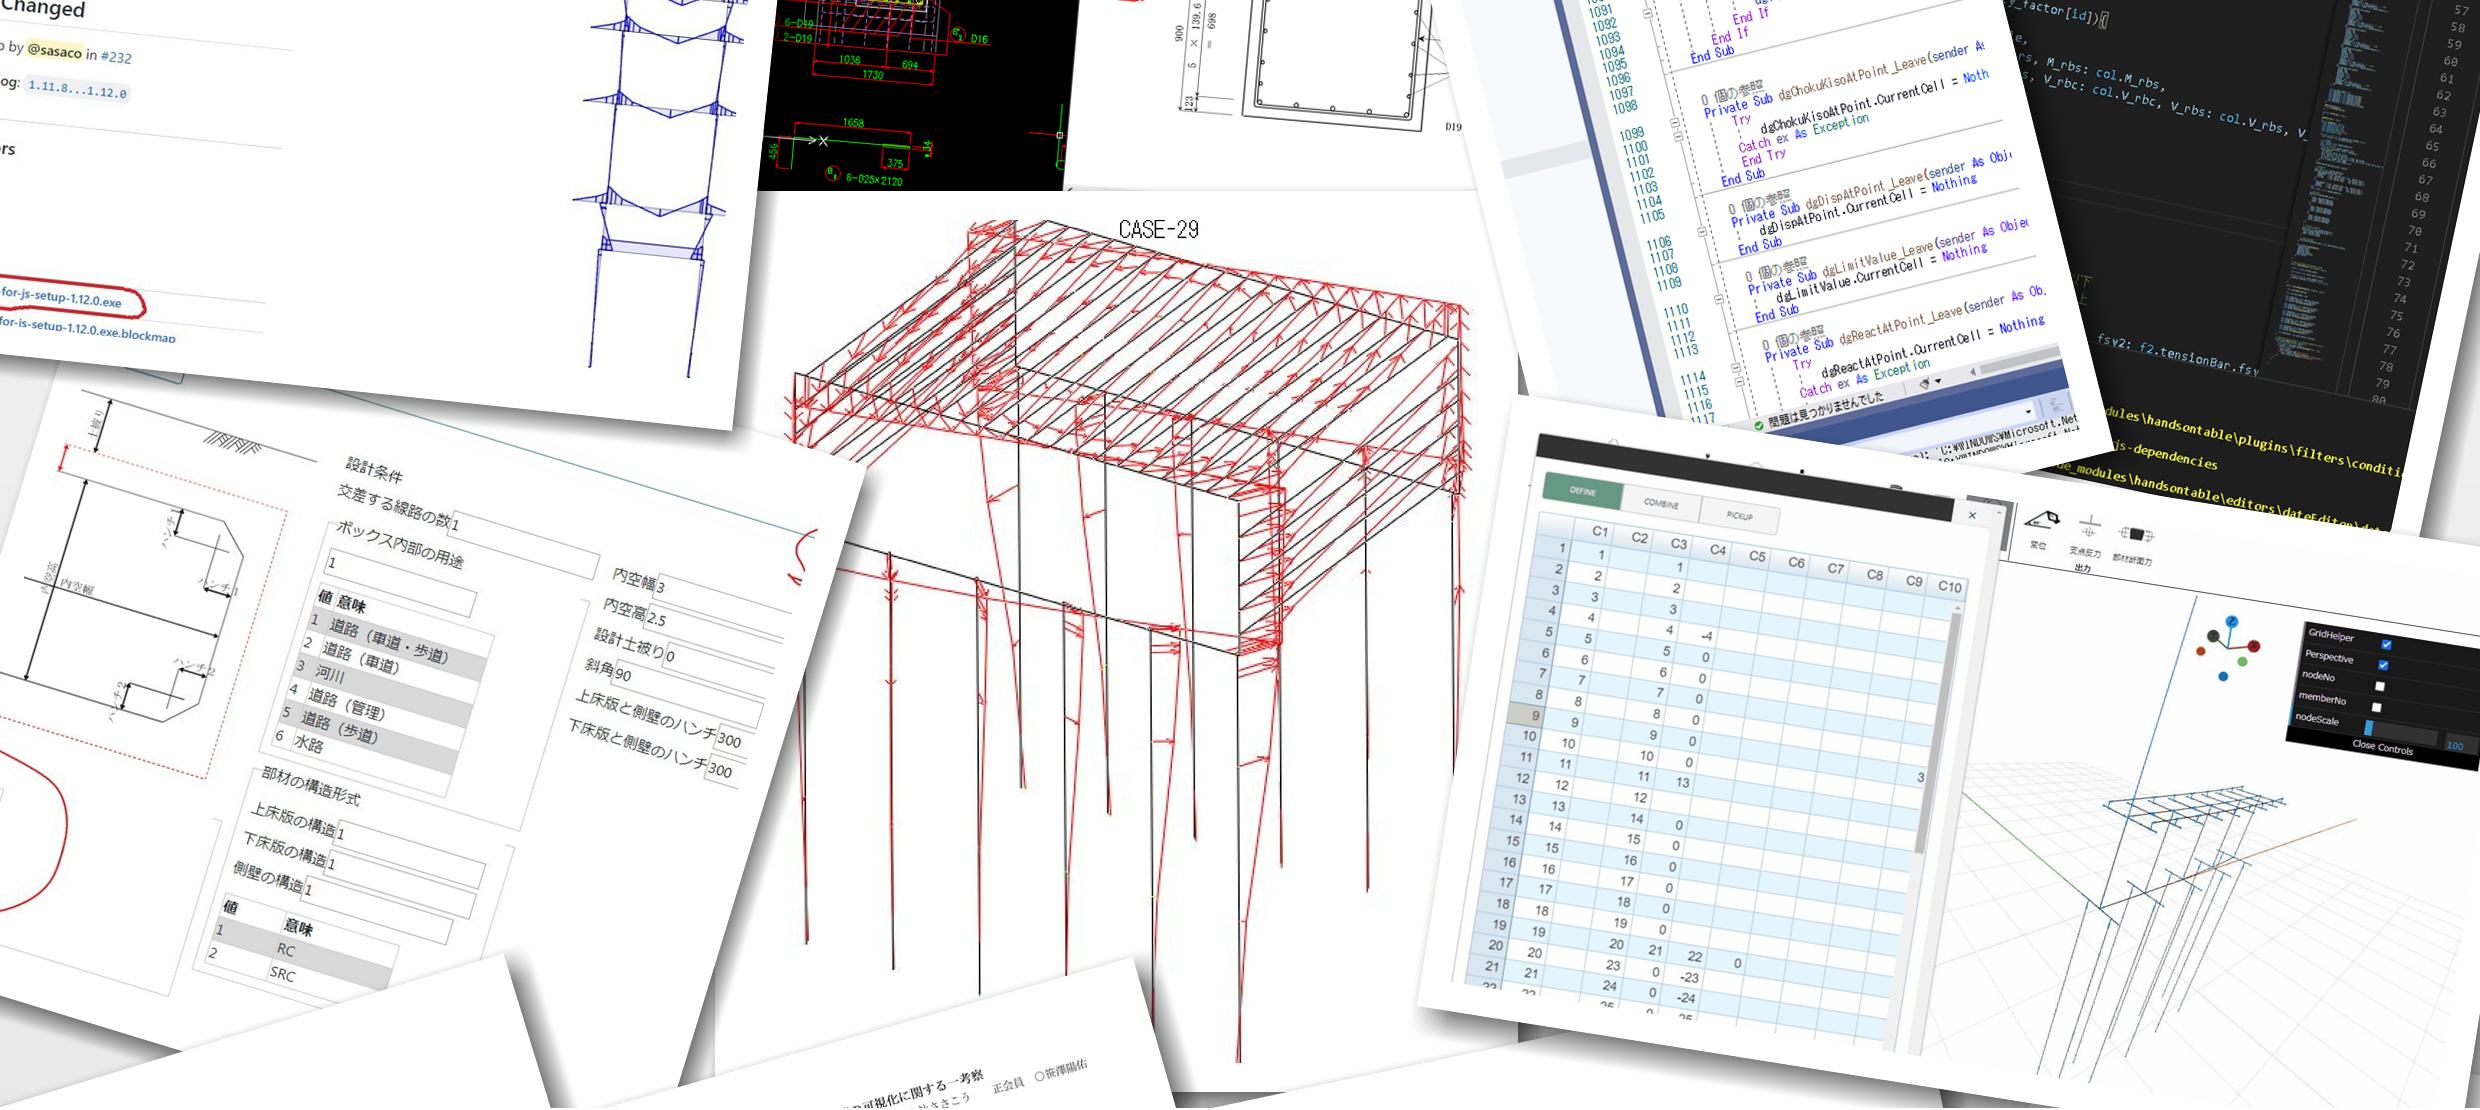 Changed
by @sasaco in #232
og: 1.11.8...1.12.0
rs
-for-js-setup-1.12.0.exe
for-js-setup-1.12.0.exe.blockmap
6-D19
2-D19
D16
1036
694
1730
1658
456
X
375
6-D25×2120
900
5 × 139.6 = 698
123
D19
CASE-29
1091
1092
1093
1094
1095
1096
1097
1098
1099
1100
1101
1102
1103
1104
1105
1106
1107
1108
1109
1110
1111
1112
1113
1114
1115
1116
1117
End If
End If
End Sub
0 個の参照
Private Sub dgChokuKisoAtPoint_Leave(sender As
Try
dgChokuKisoAtPoint.CurrentCell = Noth
Catch ex As Exception
End Try
End Sub
0 個の参照
Private Sub dgDispAtPoint_Leave(sender As Obj
dgDispAtPoint.CurrentCell = Nothing
End Sub
0 個の参照
Private Sub dgLimitValue_Leave(sender As Objec
dgLimitValue.CurrentCell = Nothing
End Sub
0 個の参照
Private Sub dgReactAtPoint_Leave(sender As Ob
Try
dgReactAtPoint.CurrentCell = Nothing
Catch ex As Exception
問題は見つかりませんでした
y_factor[id]){
rs, M_rbs: col.M_rbs,
, V_rbc: col.V_rbc, V_rbs: col.V_rbs, V_
fsy2: f2.tensionBar.fsy
57
58
59
60
61
62
63
64
65
66
67
68
69
70
71
72
73
74
75
76
77
78
79
80
dules\handsontable\plugins\filters\conditi
js-dependencies
de_modules\handsontable\editors\dateEditor\dat
土被り
内空幅
ハンチ1
ハンチ1
ハンチ2
ハンチ2
設計条件
交差する線路の数 1
ボックス内部の用途
1
値 意味
1 道路（車道・歩道）
2 道路（車道）
3 河川
4 道路（管理）
5 道路（歩道）
6 水路
部材の構造形式
上床版の構造 1
下床版の構造 1
側壁の構造 1
値 意味
1 RC
2 SRC
内空幅 3
内空高 2.5
設計土被り 0
斜角 90
上床版と側壁のハンチ 300
下床版と側壁のハンチ 300
の可視化に関する一考察
正会員 ○笹澤陽佑
DEFINE COMBINE PICKUP
×
C1 C2 C3 C4 C5 C6 C7 C8 C9 C10
1 1 1
2 2 2
3 3 3
4 4 4 -4
5 5 5 0
6 6 6 0
7 7 7 0
8 8 8 0
9 9 9 0
10 10 10 0
11 11 11 13 3
12 12 12
13 13 14 0
14 14 15 0
15 15 16 0
16 16 17 0
17 17 18 0
18 18 19 0
19 19 20 21 22 0
20 20 23 0 -23
21 21 24 0 -24
22 22 25 0 -25
変位
支点反力
部材断面力
出力
Z
X
GridHelper
Perspective
nodeNo
memberNo
nodeScale 100
Close Controls